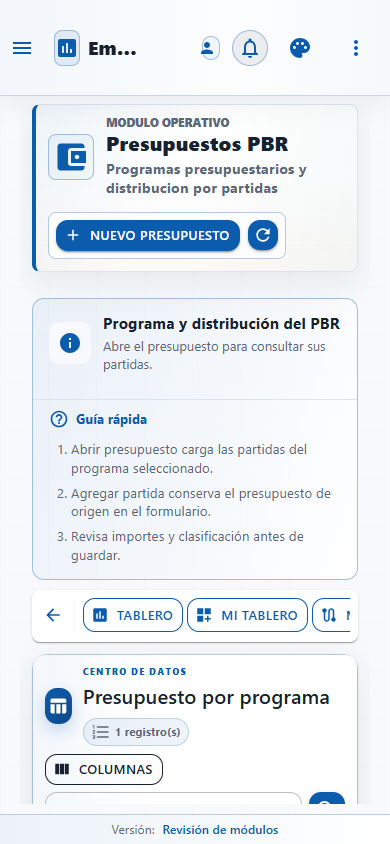 Em...
MODULO OPERATIVO
Presupuestos PBR
Programas presupuestarios y
distribucion por partidas
NUEVO PRESUPUESTO
Programa y distribución del PBR
Abre el presupuesto para consultar sus
partidas.
Guía rápida
1. Abrir presupuesto carga las partidas del
programa seleccionado.
2. Agregar partida conserva el presupuesto de
origen en el formulario.
3. Revisa importes y clasificación antes de
guardar.
TABLERO
MI TABLERO
CENTRO DE DATOS
Presupuesto por programa
1 registro(s)
COLUMNAS
Versión: Revisión de módulos